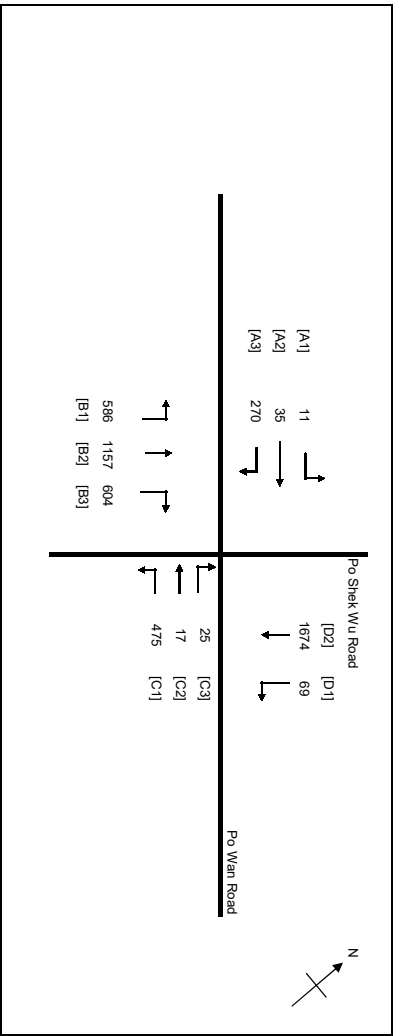 [A1] 11
[A2] 35
[A3] 270
586 1157 604
[B1] [B2] [B3]
Po Shek Wu Road
[D2] [D1]
1674 69
25 [C3]
17 [C2]
475 [C1]
Po Wan Road
N